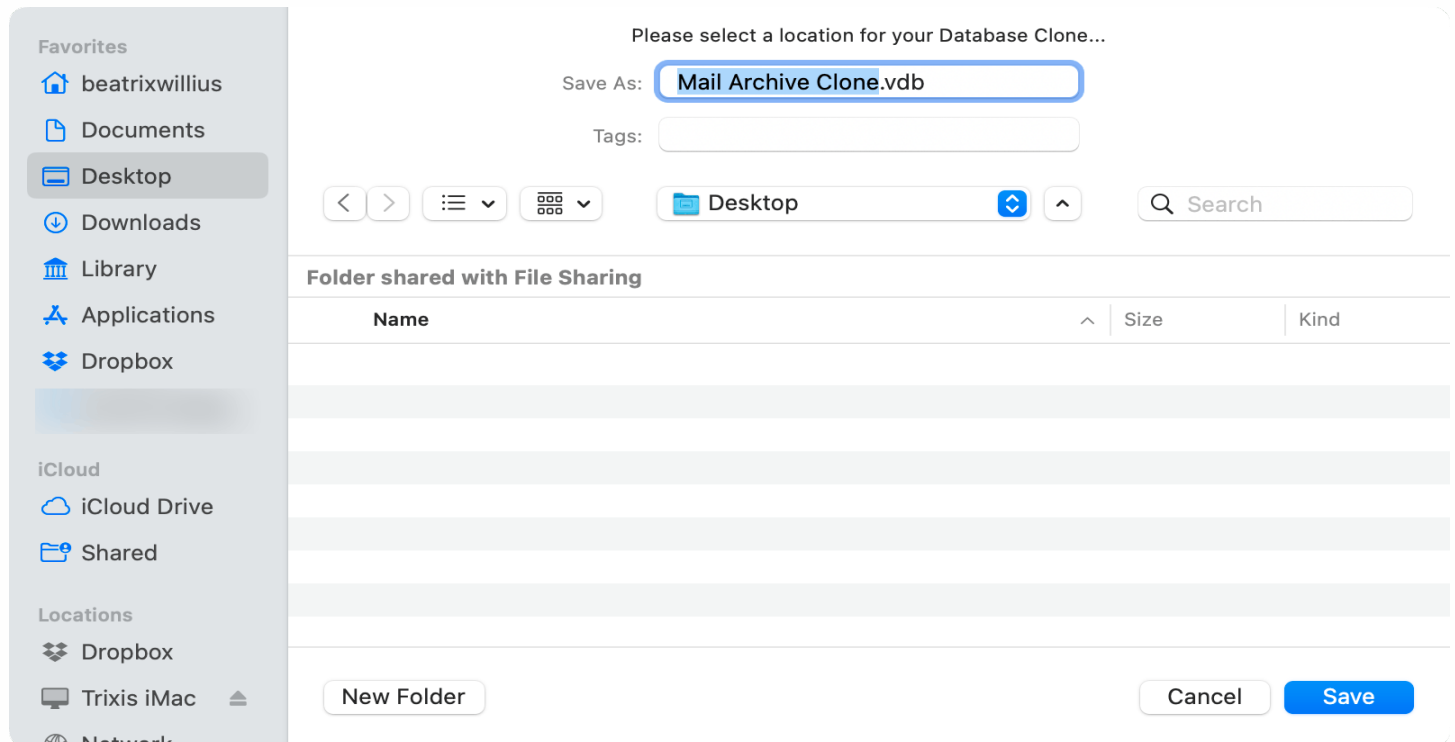 Favorites
beatrixwillius
Documents
Desktop
Downloads
Library
Applications
Dropbox
iCloud
iCloud Drive
Shared
Locations
Dropbox
Trixis iMac
Network
Please select a location for your Database Clone...
Save As: Mail Archive Clone.vdb
Tags:
Desktop
Search
Folder shared with File Sharing
Name Size Kind
New Folder Cancel Save